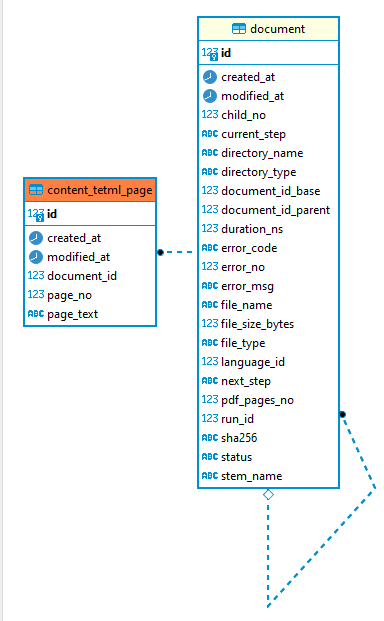 content_tetml_page
123 id
created_at
modified_at
123 document_id
123 page_no
ABC page_text
document
123 id
created_at
modified_at
123 child_no
ABC current_step
ABC directory_name
ABC directory_type
123 document_id_base
123 document_id_parent
123 duration_ns
ABC error_code
123 error_no
ABC error_msg
ABC file_name
123 file_size_bytes
ABC file_type
123 language_id
ABC next_step
123 pdf_pages_no
123 run_id
ABC sha256
ABC status
ABC stem_name